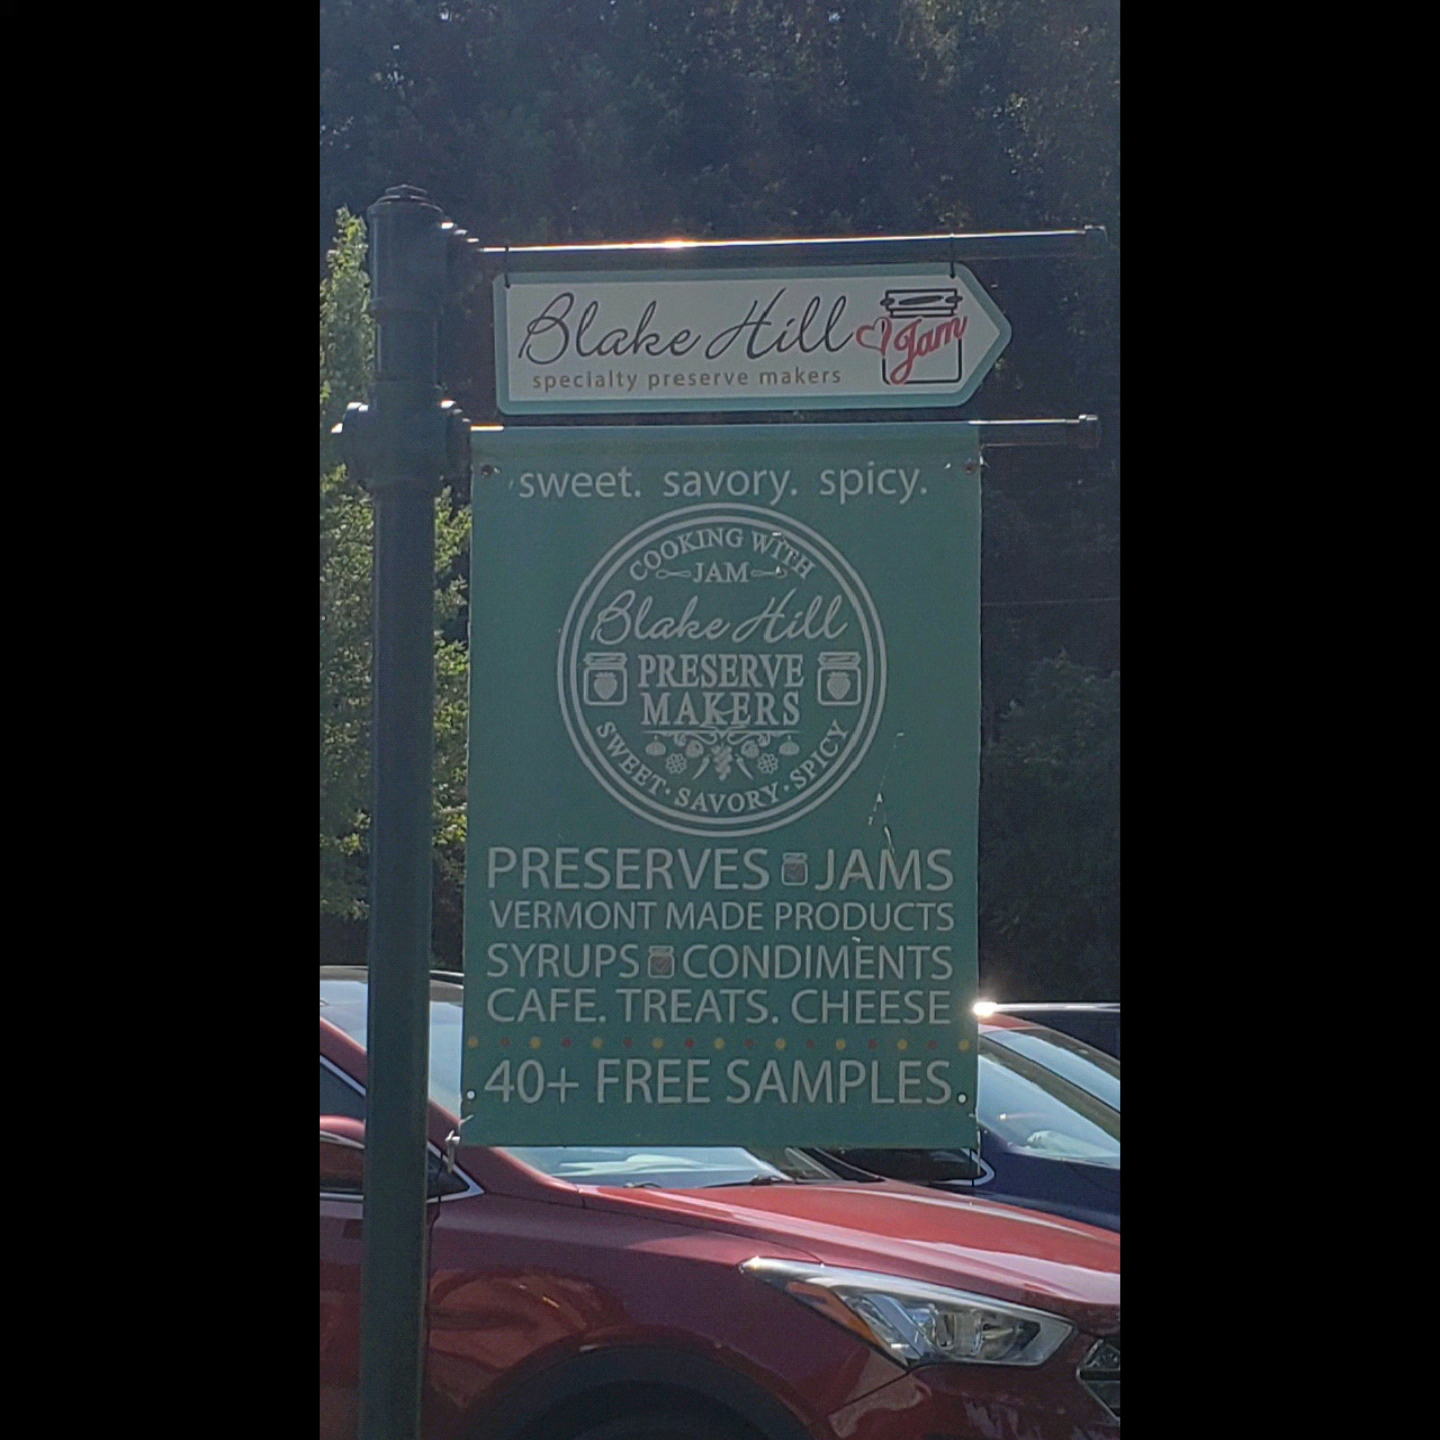 Blake Hill
specialty preserve makers
Jam
sweet. savory. spicy.
COOKING WITH
JAM
Blake Hill
PRESERVE
MAKERS
SWEET · SAVORY · SPICY
PRESERVES JAMS
VERMONT MADE PRODUCTS
SYRUPS CONDIMENTS
CAFE. TREATS. CHEESE
40+ FREE SAMPLES.